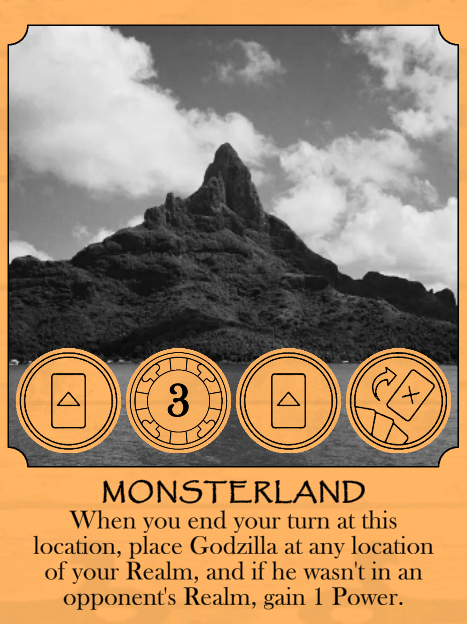 3
MONSTERLAND
When you end your turn at this
location, place Godzilla at any location
of your Realm, and if he wasn't in an
opponent's Realm, gain 1 Power.